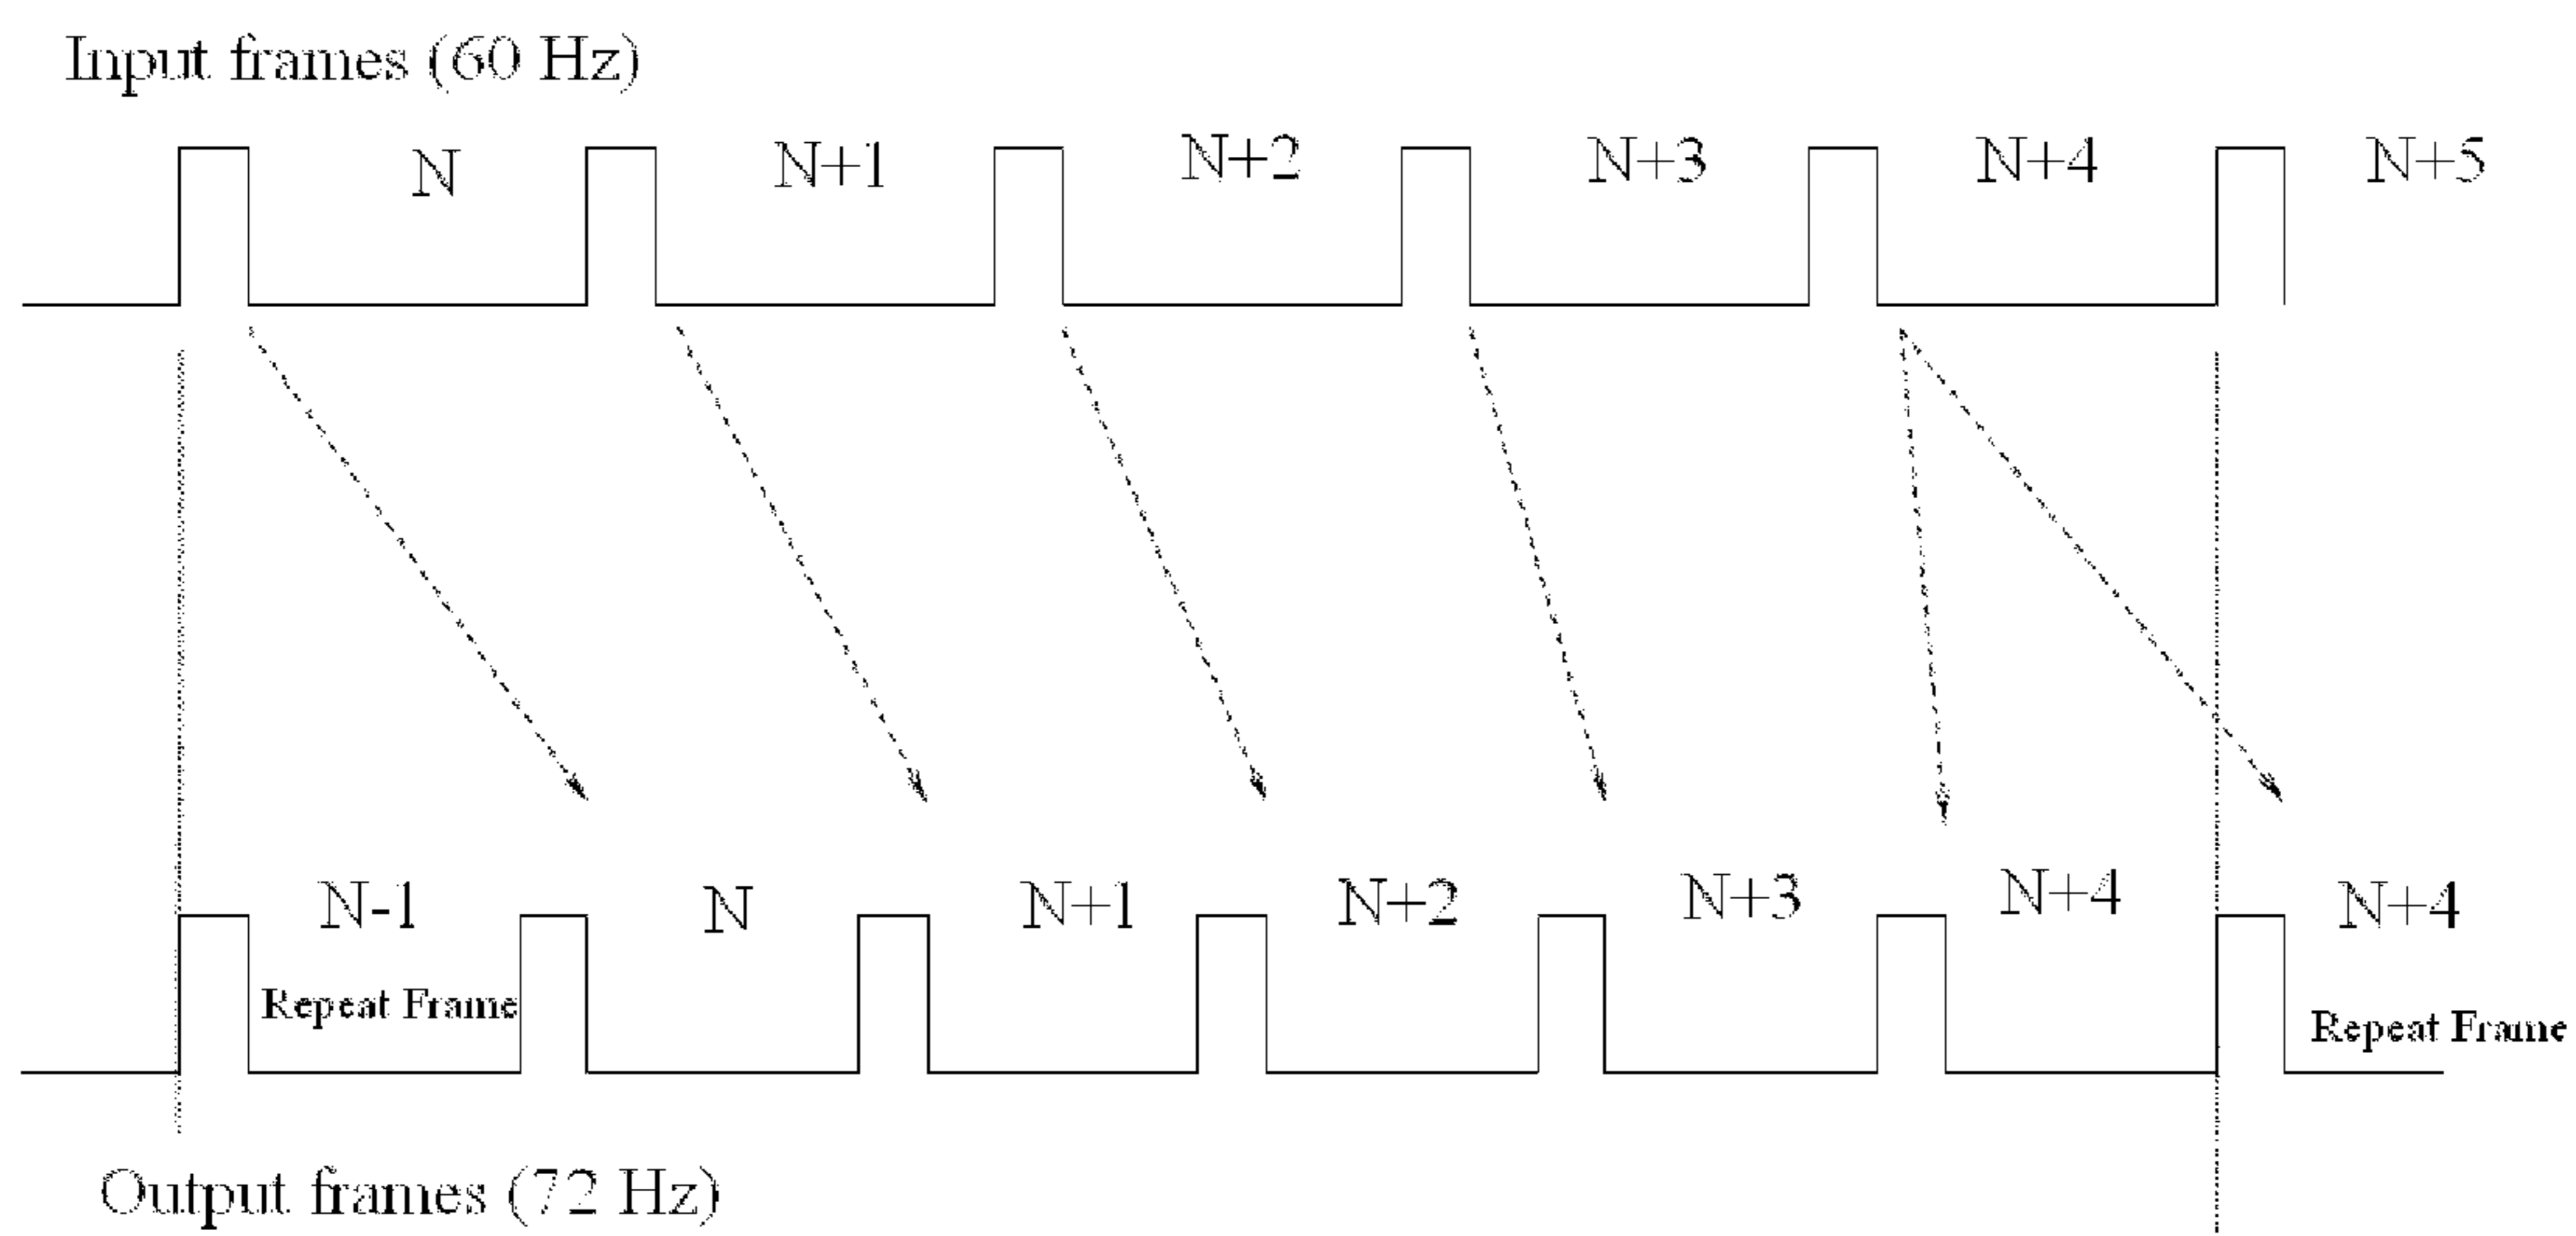 Input frames (60 Hz)
N N+1 N+2 N+3 N+4 N+5
N-1 N N+1 N+2 N+3 N+4 N+4
Repeat Frame Repeat Frame
Output frames (72 Hz)